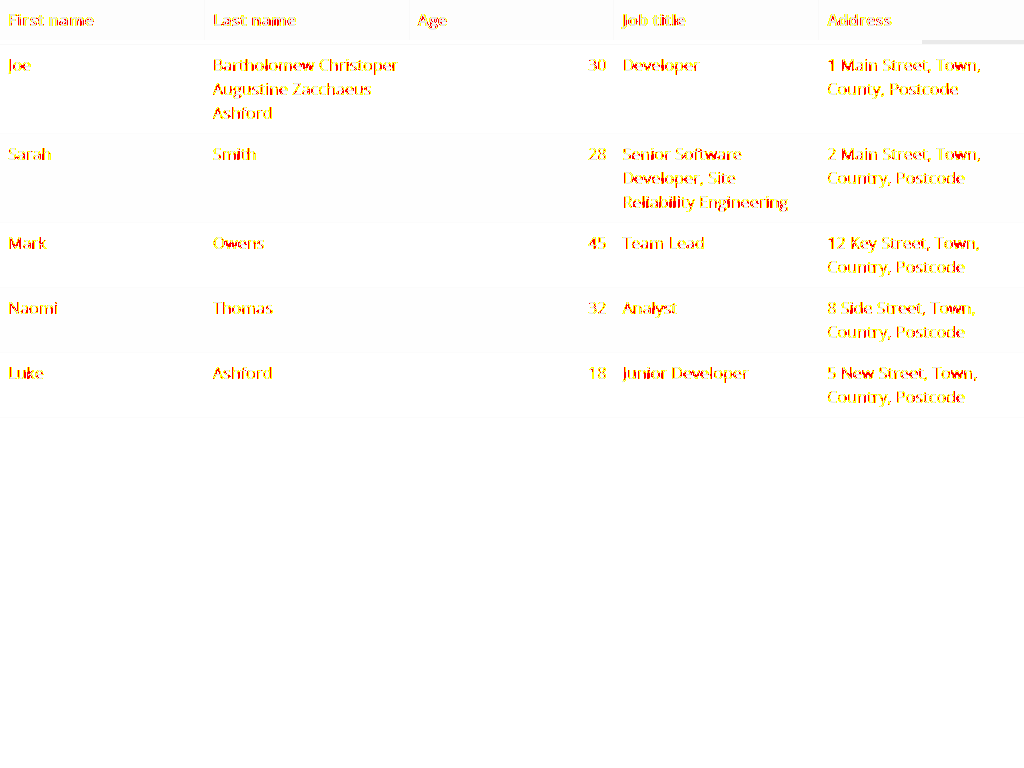 First name Last name Age Job title Address
Joe Bartholomew Christoper 30 Developer 1 Main Street, Town,
Augustine Zacchaeus County, Postcode
Ashford
Sarah Smith 28 Senior Software 2 Main Street, Town,
Developer, Site Country, Postcode
Reliability Engineering
Mark Owens 45 Team Lead 12 Key Street, Town,
Country, Postcode
Naomi Thomas 32 Analyst 8 Side Street, Town,
Country, Postcode
Luke Ashford 18 Junior Developer 5 New Street, Town,
Country, Postcode